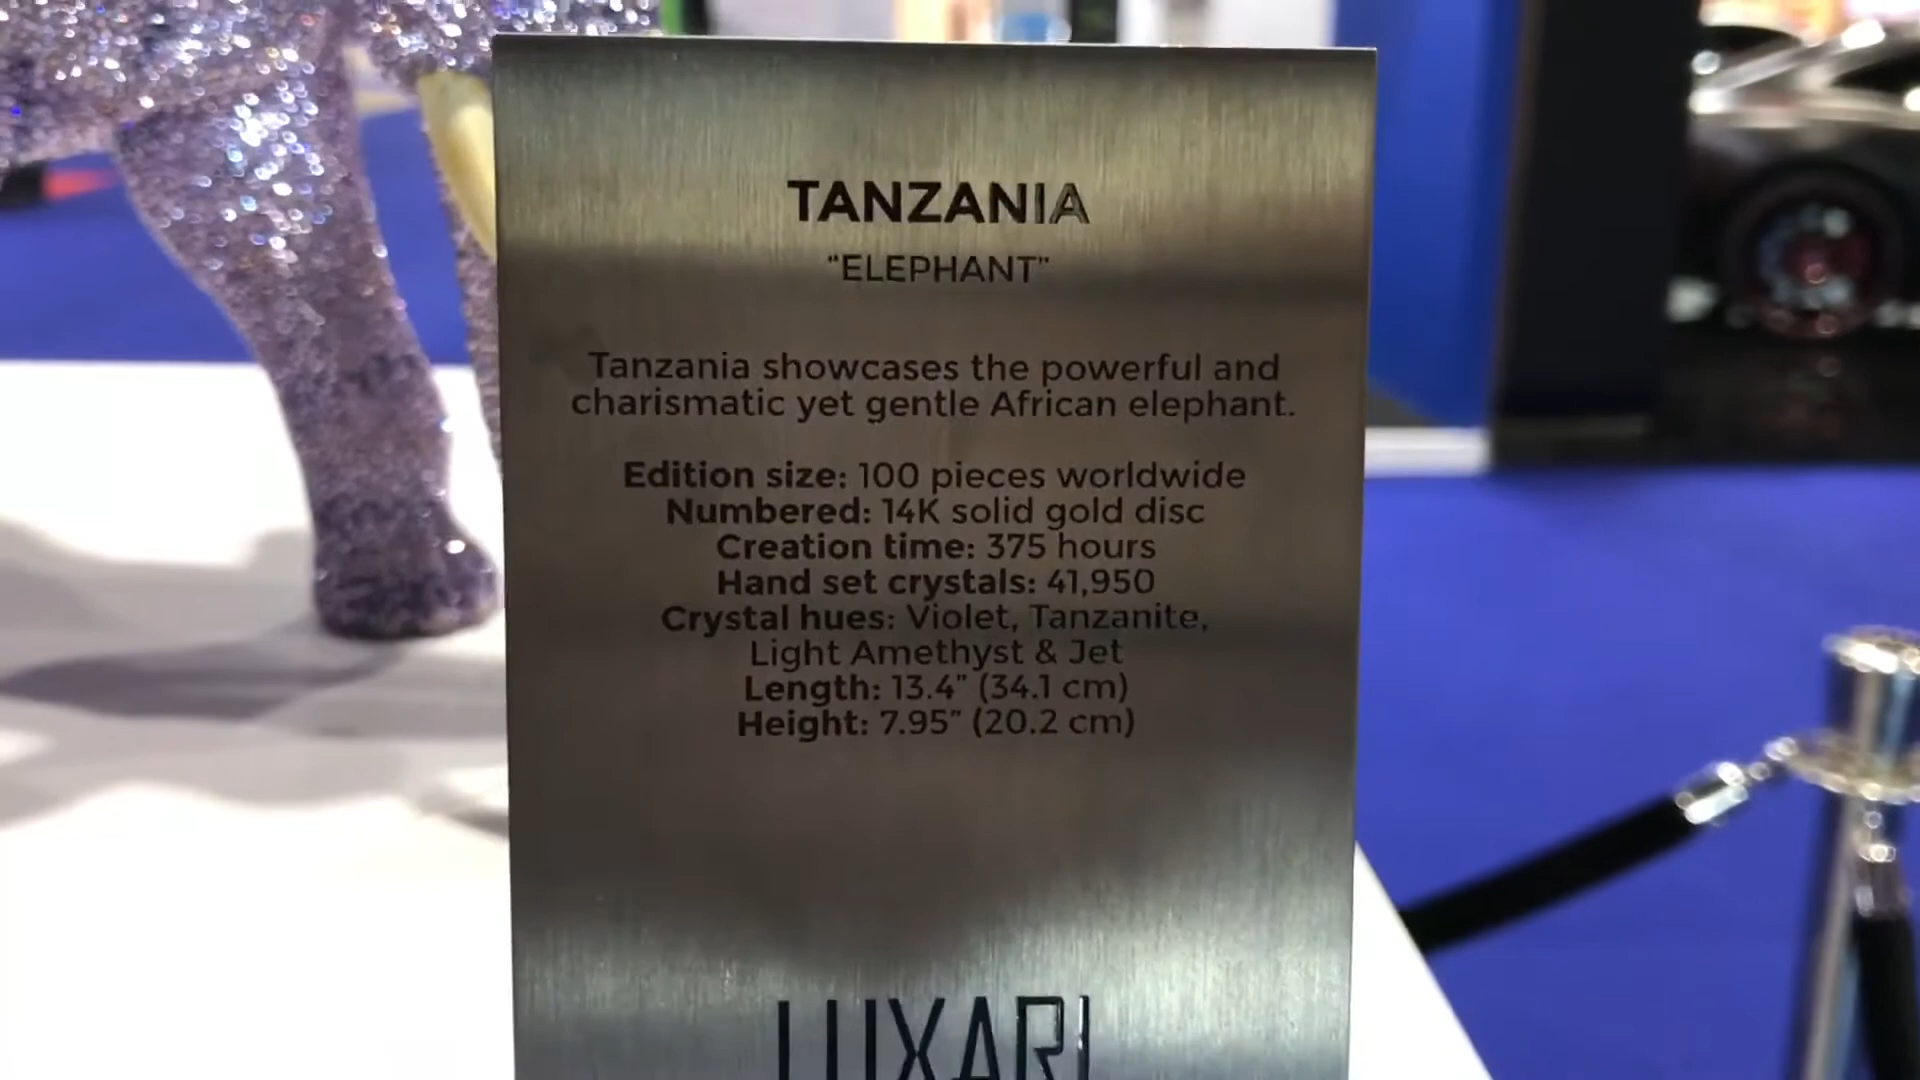 TANZANIA
“ELEPHANT”
Tanzania showcases the powerful and
charismatic yet gentle African elephant.
Edition size: 100 pieces worldwide
Numbered: 14K solid gold disc
Creation time: 375 hours
Hand set crystals: 41,950
Crystal hues: Violet, Tanzanite,
Light Amethyst & Jet
Length: 13.4” (34.1 cm)
Height: 7.95” (20.2 cm)
LUXARI